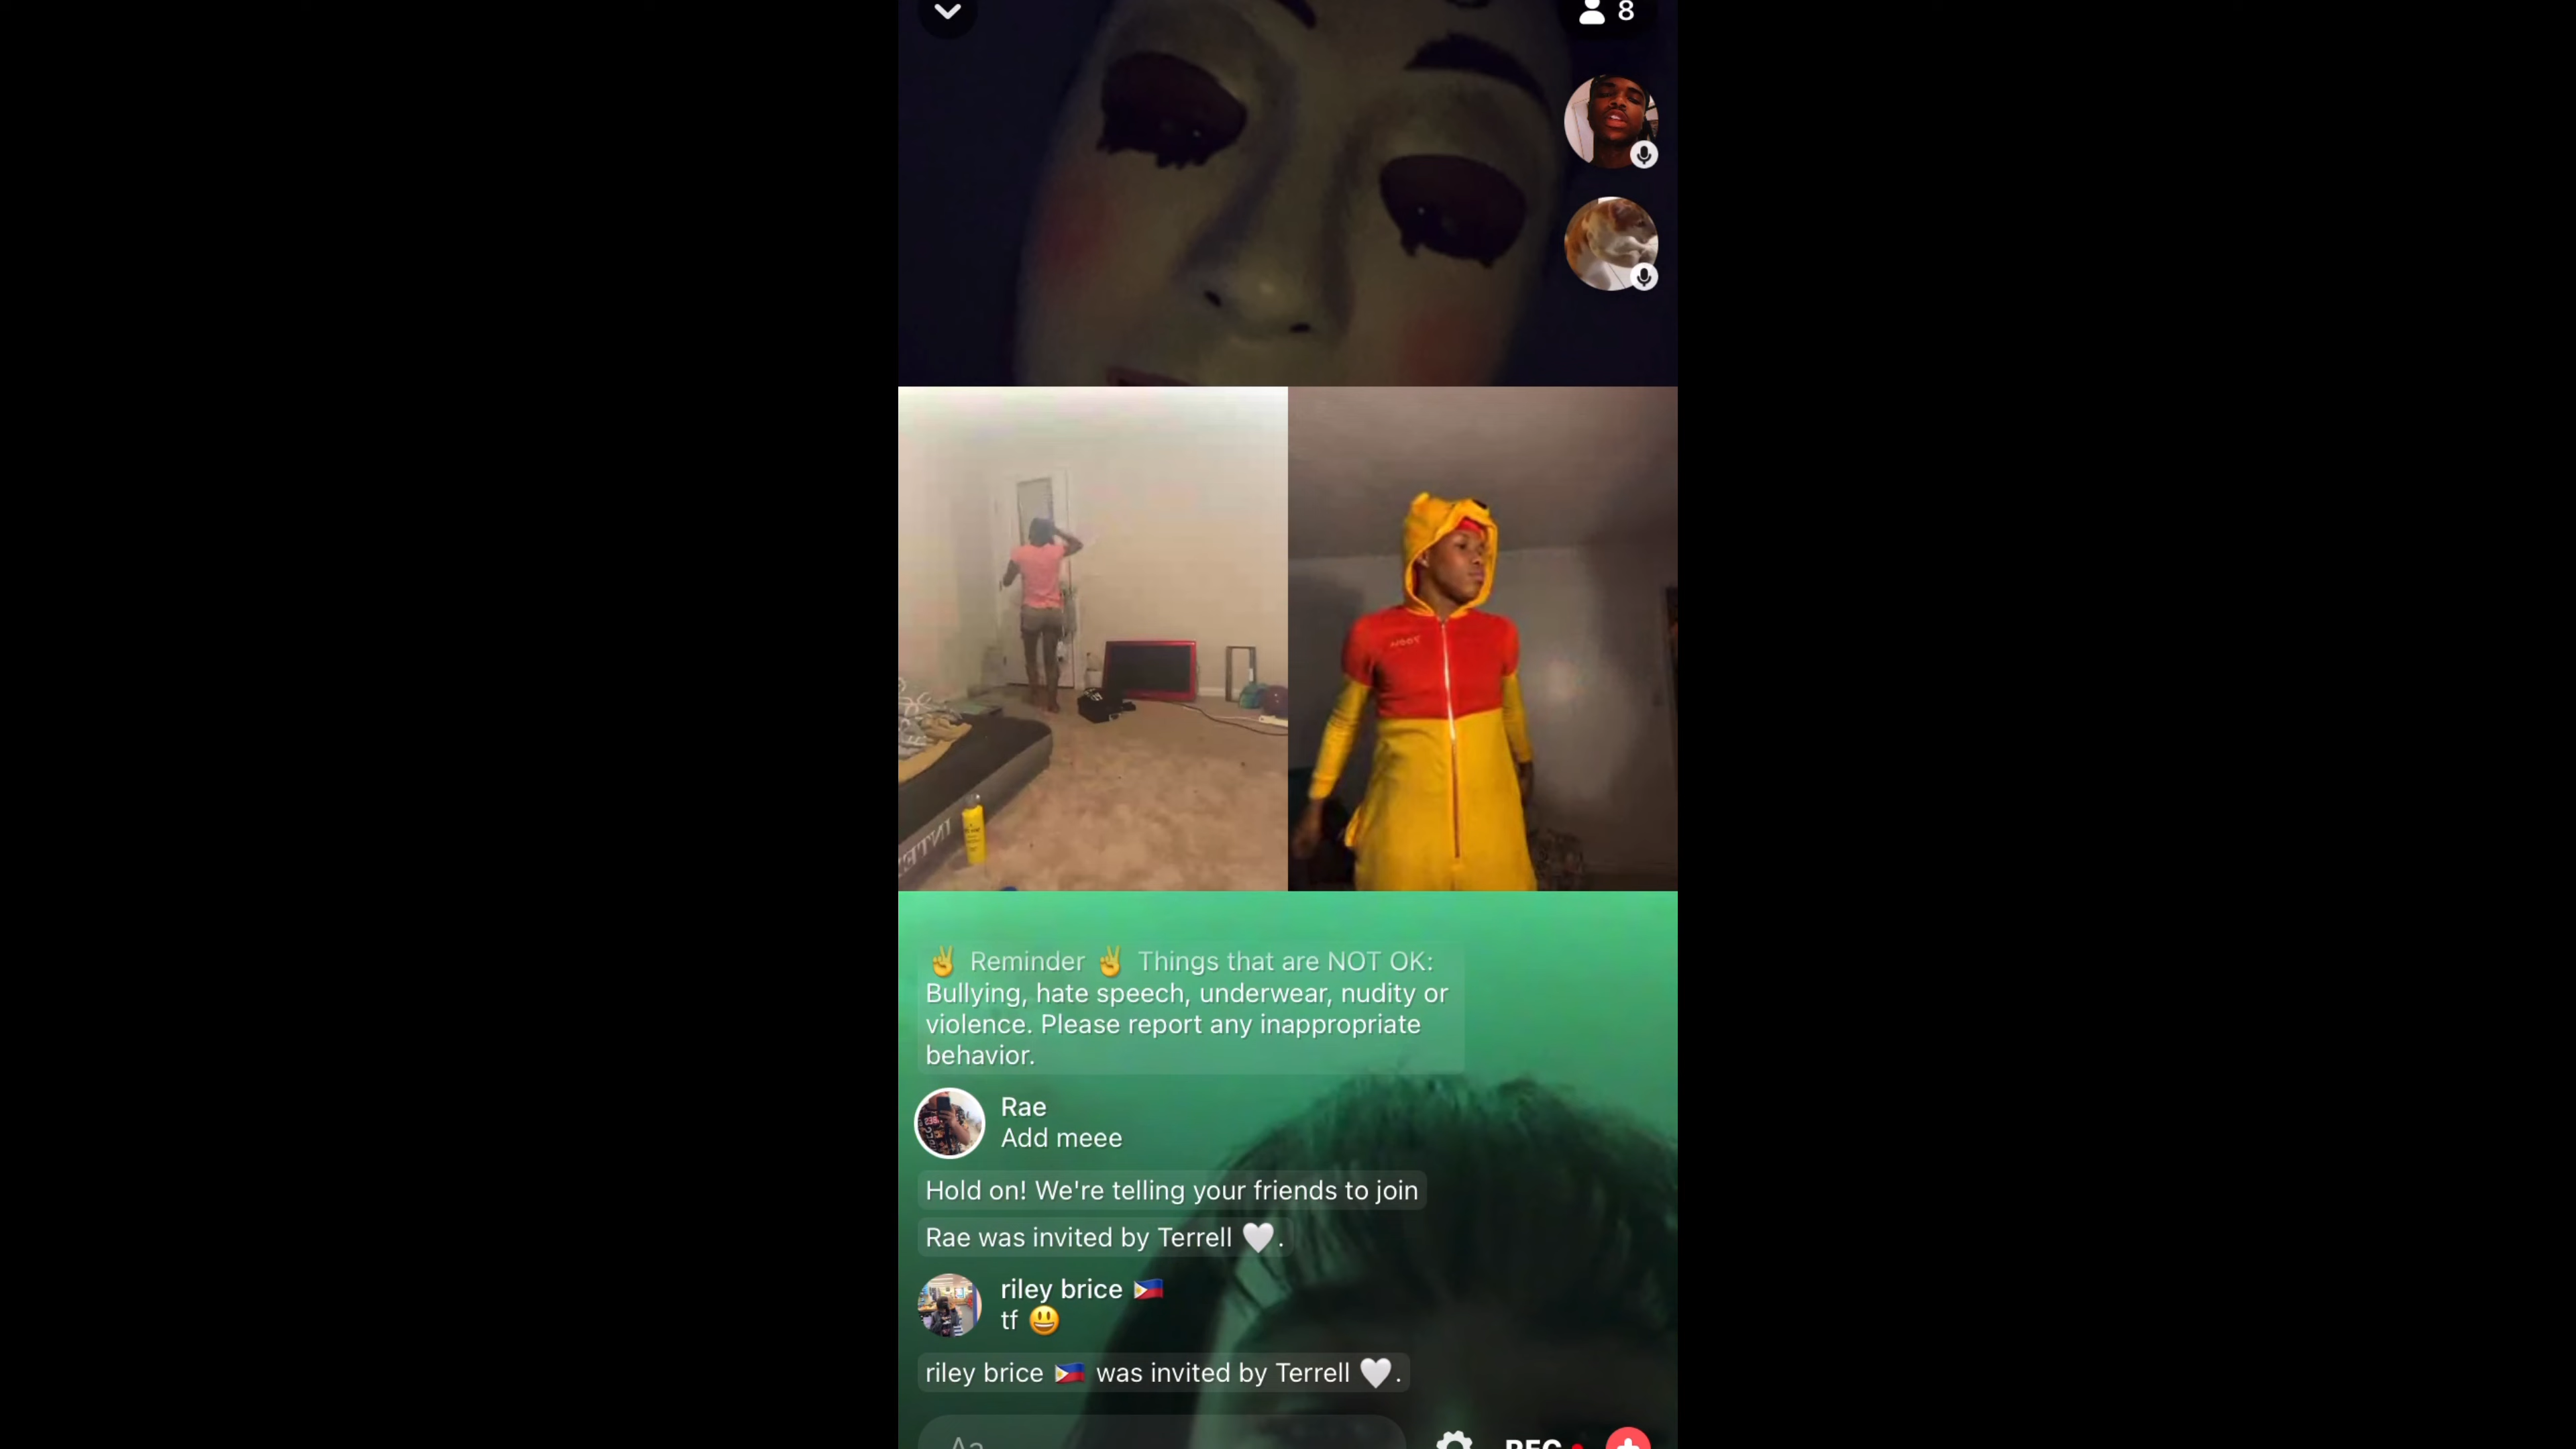 8
✌️ Reminder ✌️ Things that are NOT OK:
Bullying, hate speech, underwear, nudity or
violence. Please report any inappropriate
behavior.
Rae
Add meee
Hold on! We're telling your friends to join
Rae was invited by Terrell 🤍.
riley brice 🇵🇭
tf 😃
riley brice 🇵🇭 was invited by Terrell 🤍.
Aa
REC